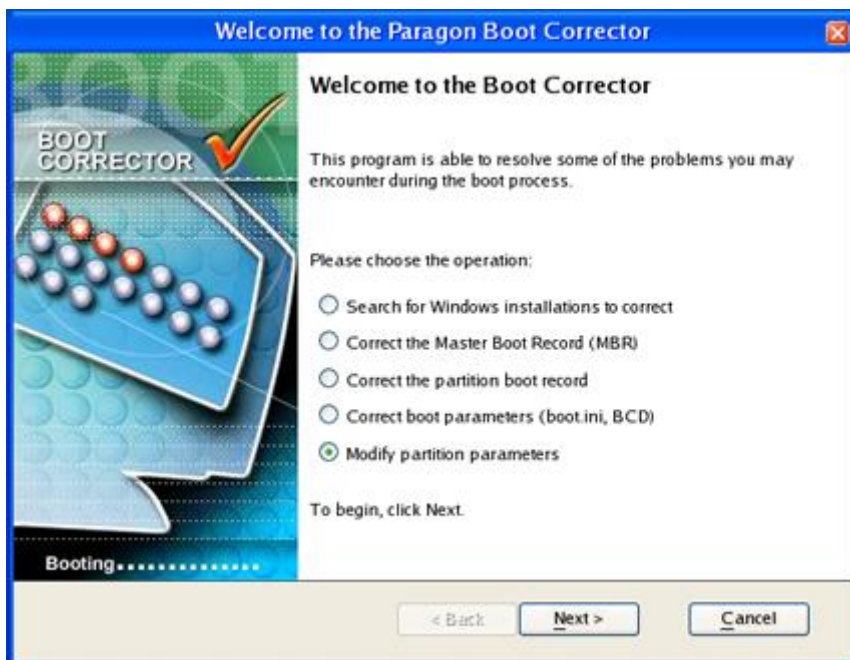 Welcome to the Paragon Boot Corrector
BOOT
BOOT
CORRECTOR
Welcome to the Boot Corrector
This program is able to resolve some of the problems you may
encounter during the boot process.
Please choose the operation:
Search for Windows installations to correct
Correct the Master Boot Record (MBR)
Correct the partition boot record
Correct boot parameters (boot.ini, BCD)
Modify partition parameters
To begin, click Next.
Booting..............
< Back
Next >
Cancel